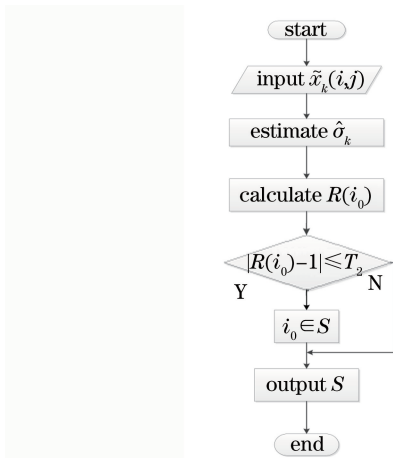 start
input x̃ₖ(i,j)
estimate σ̂ₖ
calculate R(i₀)
|R(i₀)−1|⩽T₂
Y
N
i₀∈S
output S
end